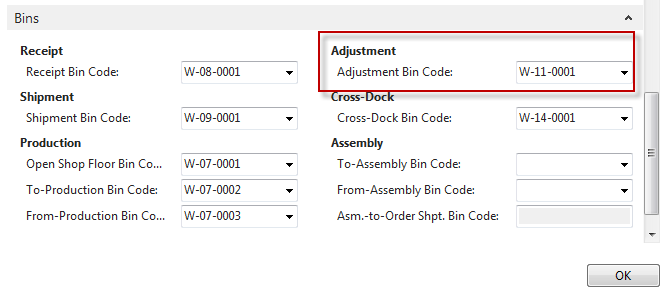 Bins
Receipt
Receipt Bin Code: W-08-0001
Shipment
Shipment Bin Code: W-09-0001
Production
Open Shop Floor Bin Co... W-07-0001
To-Production Bin Code: W-07-0002
From-Production Bin Co... W-07-0003
Adjustment
Adjustment Bin Code: W-11-0001
Cross-Dock
Cross-Dock Bin Code: W-14-0001
Assembly
To-Assembly Bin Code:
From-Assembly Bin Code:
Asm.-to-Order Shpt. Bin Code:
OK